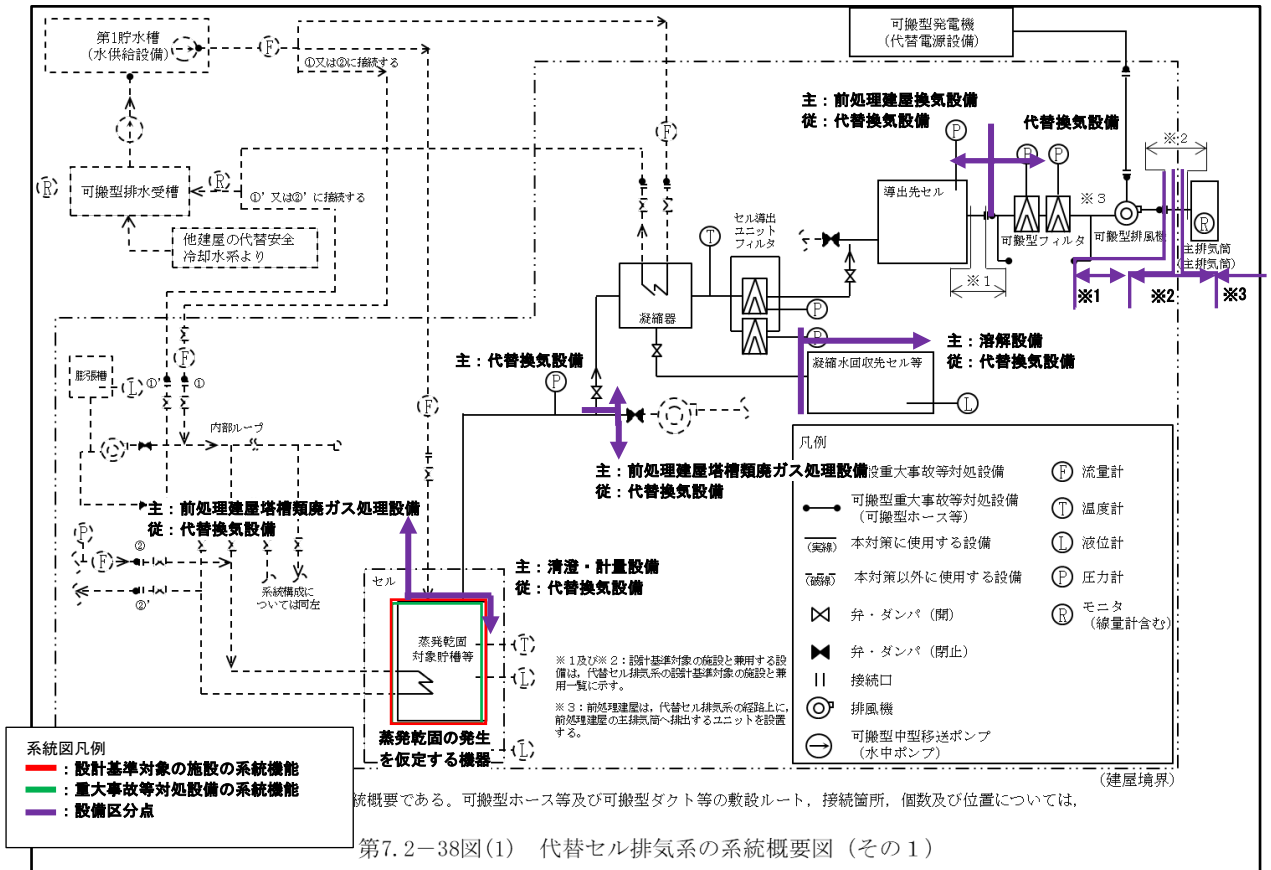 第1貯水槽
(水供給設備)
F
①又は②に接続する
可搬型発電機
(代替電源設備)
主：前処理建屋換気設備
従：代替換気設備
代替換気設備
※2
F
P
P
P
R
R
可搬型排水受槽
①’又は②’に接続する
他建屋の代替安全
冷却水系より
導出先セル
※3
可搬型フィルタ
可搬型排風機
R
主排気筒
(主排気筒)
※1
※1
※2
※3
セル導出
ユニット
フィルタ
T
凝縮器
P
P
主：溶解設備
従：代替換気設備
凝縮水回収先セル等
L
主：代替換気設備
P
F
膨張槽
L
①’
①
F
内部ループ
主：前処理建屋塔槽類廃ガス処理設備
従：代替換気設備
主：前処理建屋塔槽類廃ガス処理設備
従：代替換気設備
P
F
②
②’
系統構成に
ついては同左
セル
主：清澄・計量設備
従：代替換気設備
蒸発乾固
対象貯槽等
T
L
L
蒸発乾固の発生
を仮定する機器
※1及び※2：設計基準対象の施設と兼用する設
備は，代替セル排気系の設計基準対象の施設と兼
用一覧に示す。
※3：前処理建屋は，代替セル排気系の経路上に，
前処理建屋の主排気筒へ排出するユニットを設置
する。
凡例
設重大事故等対処設備
可搬型重大事故等対処設備
(可搬型ホース等)
(実線)
本対策に使用する設備
(破線)
本対策以外に使用する設備
弁・ダンパ（開）
弁・ダンパ（閉止）
接続口
排風機
可搬型中型移送ポンプ
(水中ポンプ)
F 流量計
T 温度計
L 液位計
P 圧力計
R モニタ
(線量計含む)
(建屋境界)
系統図凡例
：設計基準対象の施設の系統機能
：重大事故等対処設備の系統機能
：設備区分点
統概要である。可搬型ホース等及び可搬型ダクト等の敷設ルート，接続箇所，個数及び位置については，
第7.2－38図(1)　代替セル排気系の系統概要図（その１）